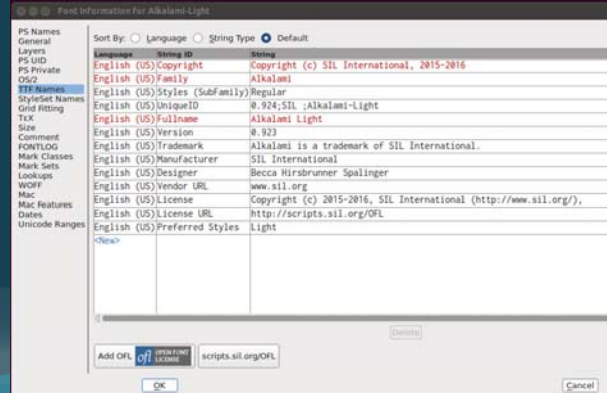 Font Information for Alkalami-Light
PS Names
General
Layers
PS UID
PS Private
OS/2
TTF Names
StyleSet Names
Grid Fitting
TεX
Size
Comment
FONTLOG
Mark Classes
Mark Sets
Lookups
WOFF
Mac
Mac Features
Dates
Unicode Ranges
Sort By: Language String Type Default
Language String ID String
English (US) Copyright Copyright (c) SIL International, 2015-2016
English (US) Family Alkalami
English (US) Styles (SubFamily) Regular
English (US) UniqueID 0.924;SIL ;Alkalami-Light
English (US) Fullname Alkalami Light
English (US) Version 0.923
English (US) Trademark Alkalami is a trademark of SIL International.
English (US) Manufacturer SIL International
English (US) Designer Becca Hirsbrunner Spalinger
English (US) Vendor URL www.sil.org
English (US) License Copyright (c) 2015-2016, SIL International (http://www.sil.org/),
English (US) License URL http://scripts.sil.org/OFL
English (US) Preferred Styles Light
<New>
Delete
Add OFL ofl OPEN FONT LICENSE scripts.sil.org/OFL
OK Cancel